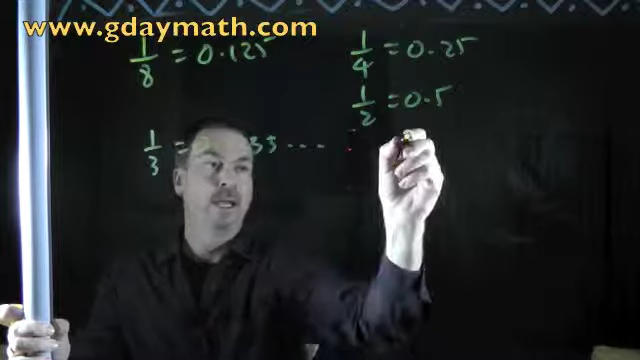 www.gdaymath.com
1/8 = 0.125
1/4 = 0.25
1/2 = 0.5
1/3 = 33 ...